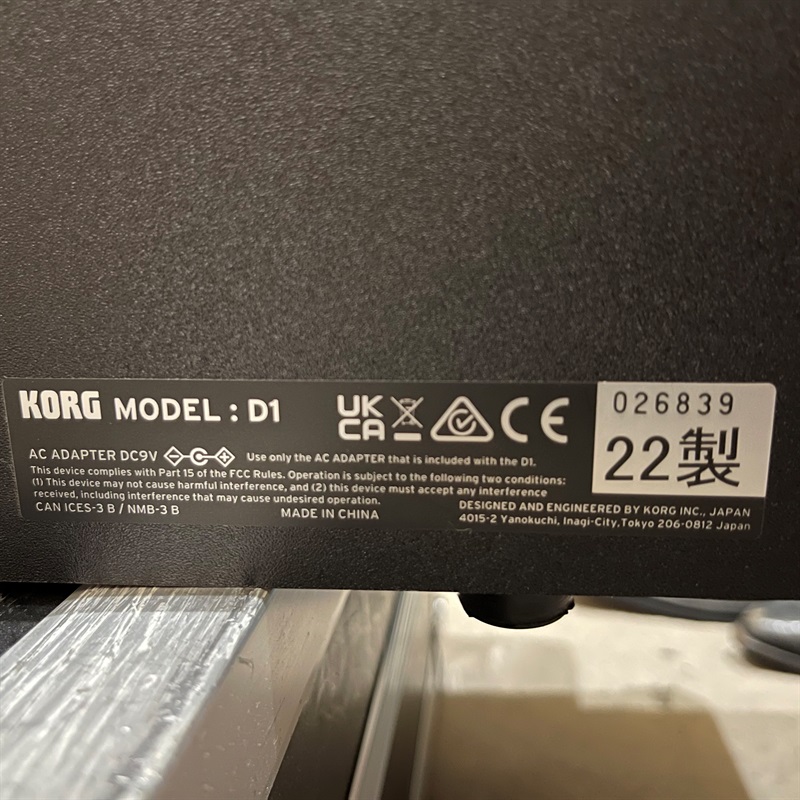 KORG MODEL : D1
UK
CA
CE
AC ADAPTER DC9V
Use only the AC ADAPTER that is included with the D1.
This device complies with Part 15 of the FCC Rules. Operation is subject to the following two conditions:
(1) This device may not cause harmful interference, and (2) this device must accept any interference
received, including interference that may cause undesired operation.
CAN ICES-3 B / NMB-3 B
MADE IN CHINA
DESIGNED AND ENGINEERED BY KORG INC., JAPAN
4015-2 Yanokuchi, Inagi-City, Tokyo 206-0812 Japan
026839
22製